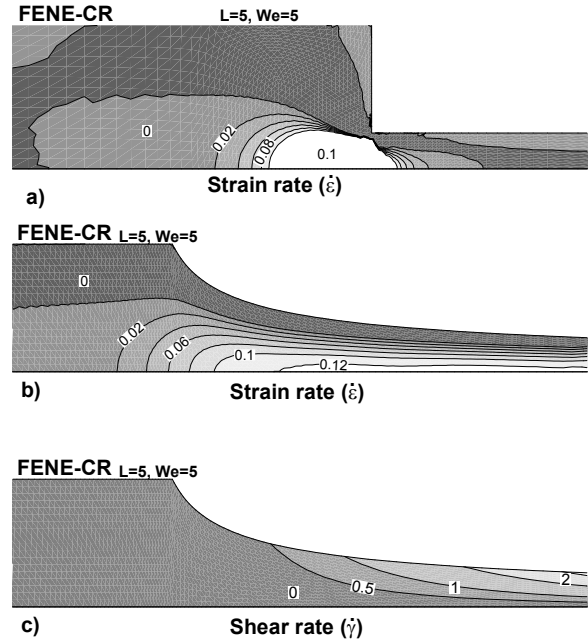 FENE-CR L=5, We=5
0
0.02
0.08
0.1
Strain rate (ε̇)
a)
FENE-CR L=5, We=5
0
0.02
0.06
0.1
0.12
Strain rate (ε̇)
b)
FENE-CR L=5, We=5
0
0.5
1
2
Shear rate (γ̇)
c)